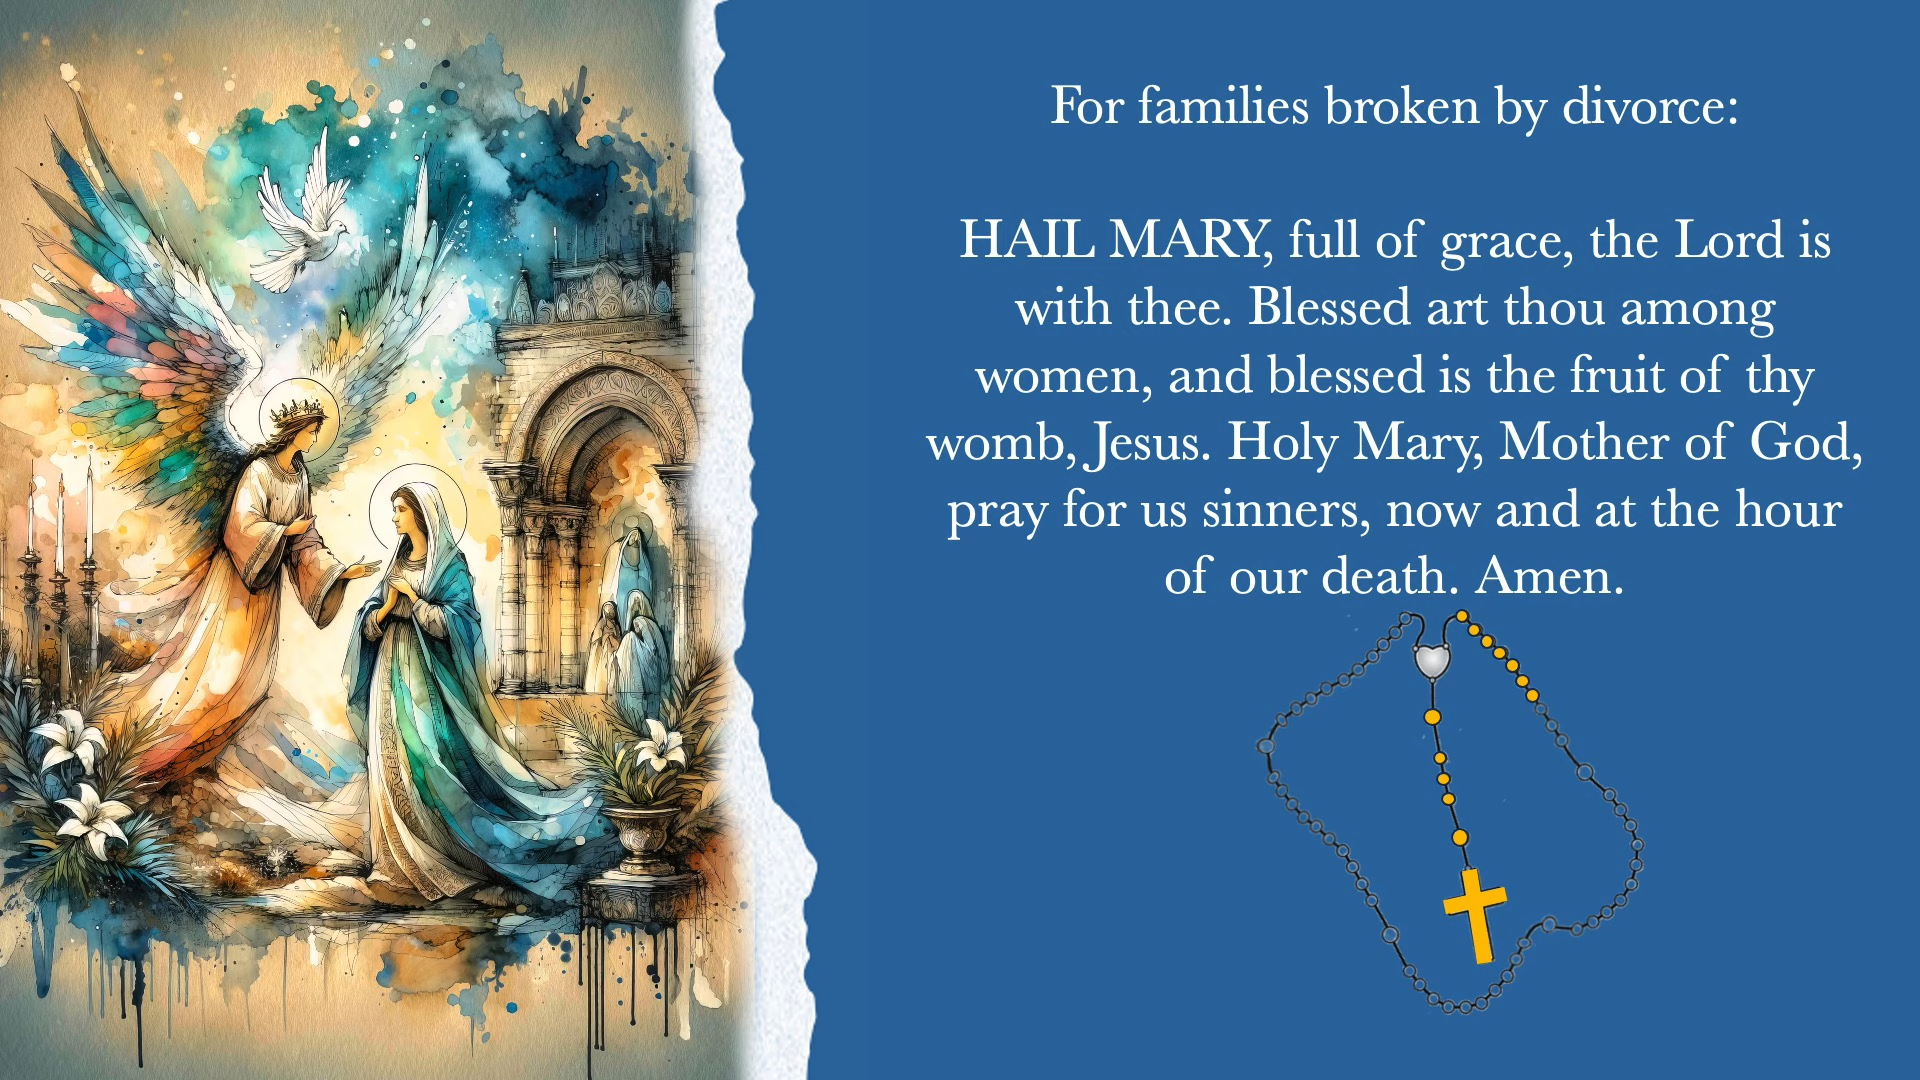 For families broken by divorce:
HAIL MARY, full of grace, the Lord is
with thee. Blessed art thou among
women, and blessed is the fruit of thy
womb, Jesus. Holy Mary, Mother of God,
pray for us sinners, now and at the hour
of our death. Amen.